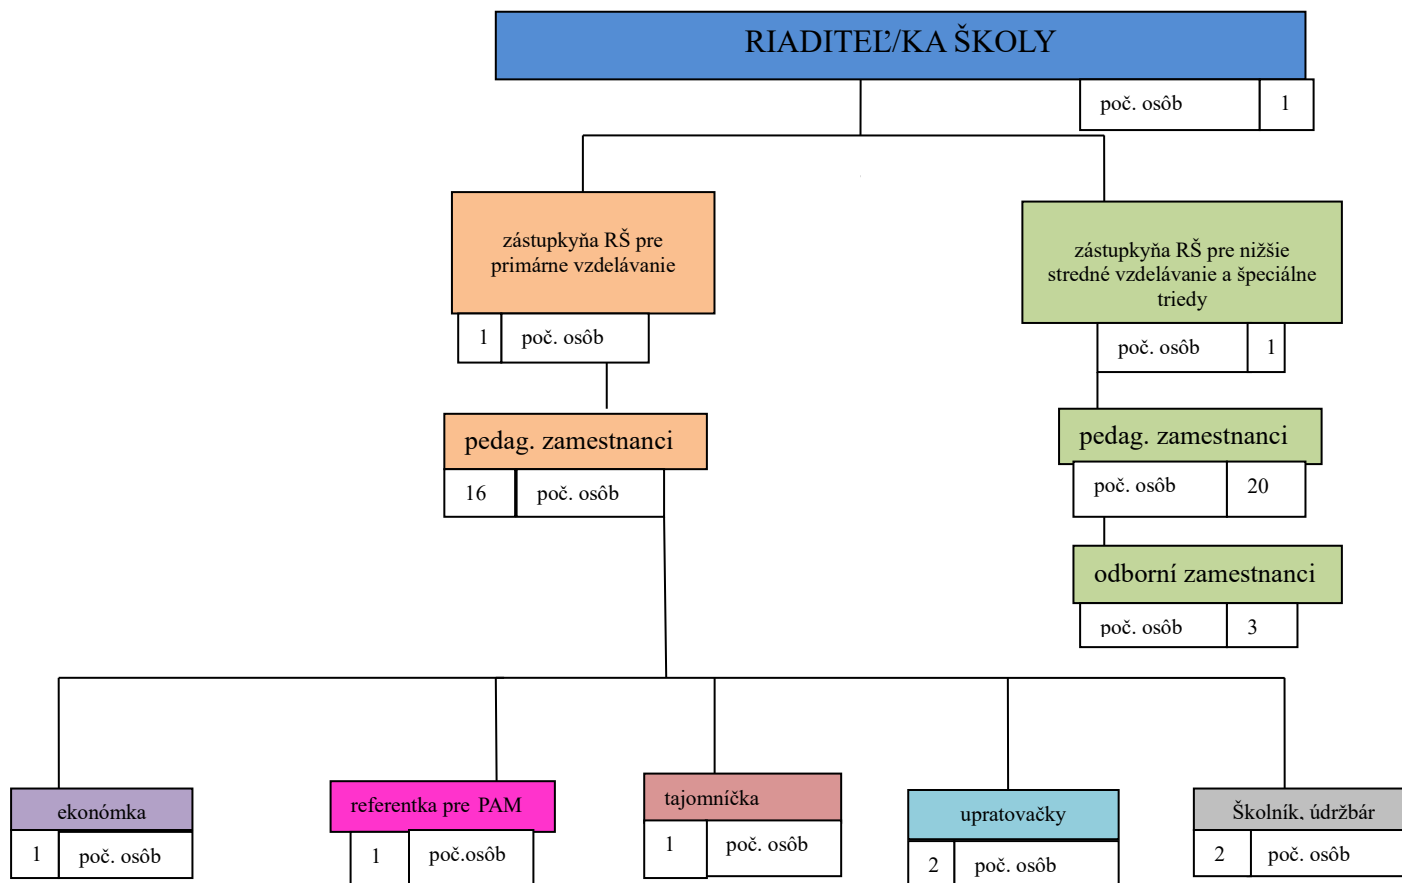 RIADITEĽ/KA ŠKOLY
poč. osôb 1
zástupkyňa RŠ pre
primárne vzdelávanie
1 poč. osôb
zástupkyňa RŠ pre nižšie
stredné vzdelávanie a špeciálne
triedy
poč. osôb 1
pedag. zamestnanci
16 poč. osôb
pedag. zamestnanci
poč. osôb 20
odborní zamestnanci
poč. osôb 3
ekonómka
1 poč. osôb
referentka pre PAM
1 poč.osôb
tajomníčka
1 poč. osôb
upratovačky
2 poč. osôb
Školník, údržbár
2 poč. osôb